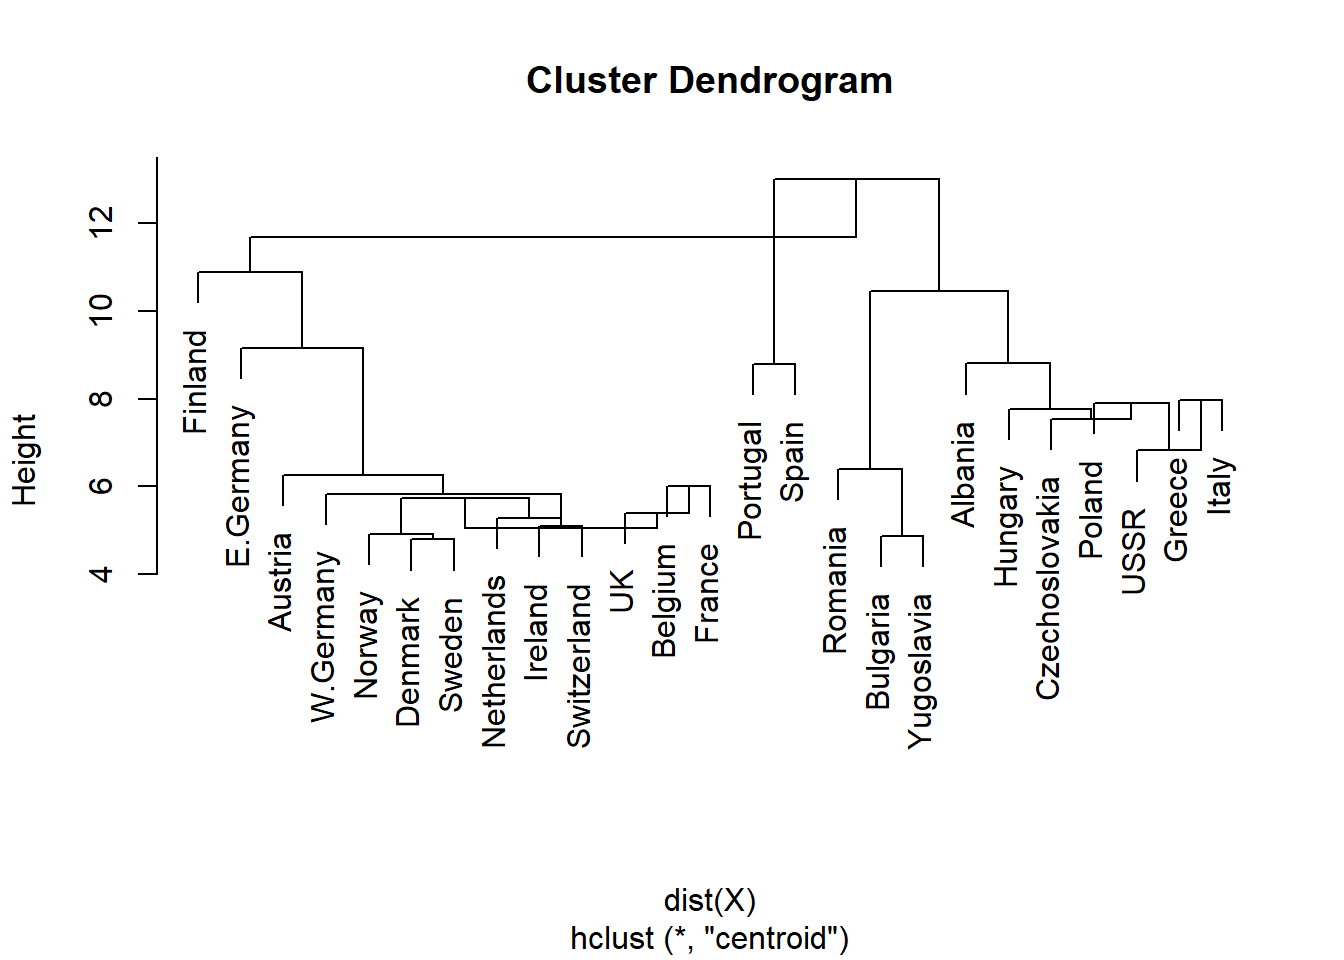 Cluster Dendrogram
Height
12
10
8
6
4
Finland
E.Germany
Austria
W.Germany
Norway
Denmark
Sweden
Netherlands
Ireland
Switzerland
UK
Belgium
France
Portugal
Spain
Romania
Bulgaria
Yugoslavia
Albania
Hungary
Czechoslovakia
Poland
USSR
Greece
Italy
dist(X)
hclust (*, "centroid")